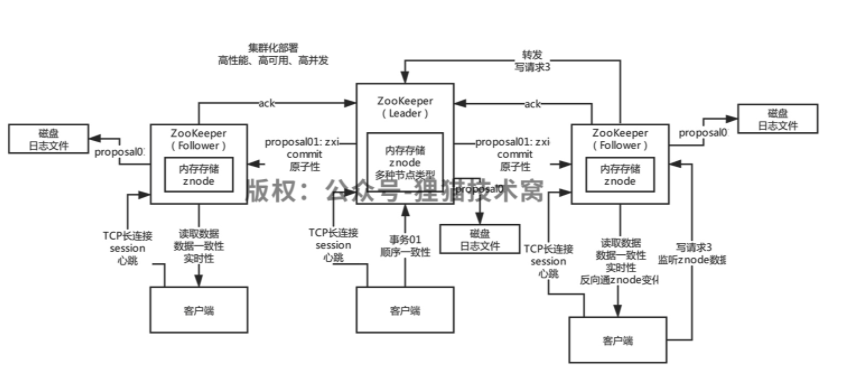 集群化部署
高性能、高可用、高并发
转发
写请求3
ZooKeeper
（Leader）
内存存储
znode
多种节点类型
ack
ack
磁盘
日志文件
proposal0
ZooKeeper
（Follower）
内存存储
znode
proposal01: zxi
commit
原子性
proposal01: zxi
commit
原子性
ZooKeeper
（Follower）
内存存储
znode
proposal0
磁盘
日志文件
版权：公众号-狸猫技术窝
proposal0
磁盘
日志文件
TCP长连接
session
心跳
读取数据
数据一致性
实时性
TCP长连接
session
心跳
事务01
顺序一致性
TCP长连接
session
心跳
读取数据
数据一致性
实时性
反向通znode变化
写请求3
监听znode数据
客户端
客户端
客户端